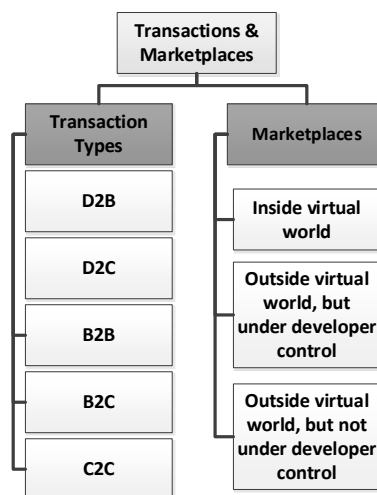 Transactions &
Marketplaces
Transaction
Types
D2B
D2C
B2B
B2C
C2C
Marketplaces
Inside virtual
world
Outside virtual
world, but
under developer
control
Outside virtual
world, but not
under developer
control